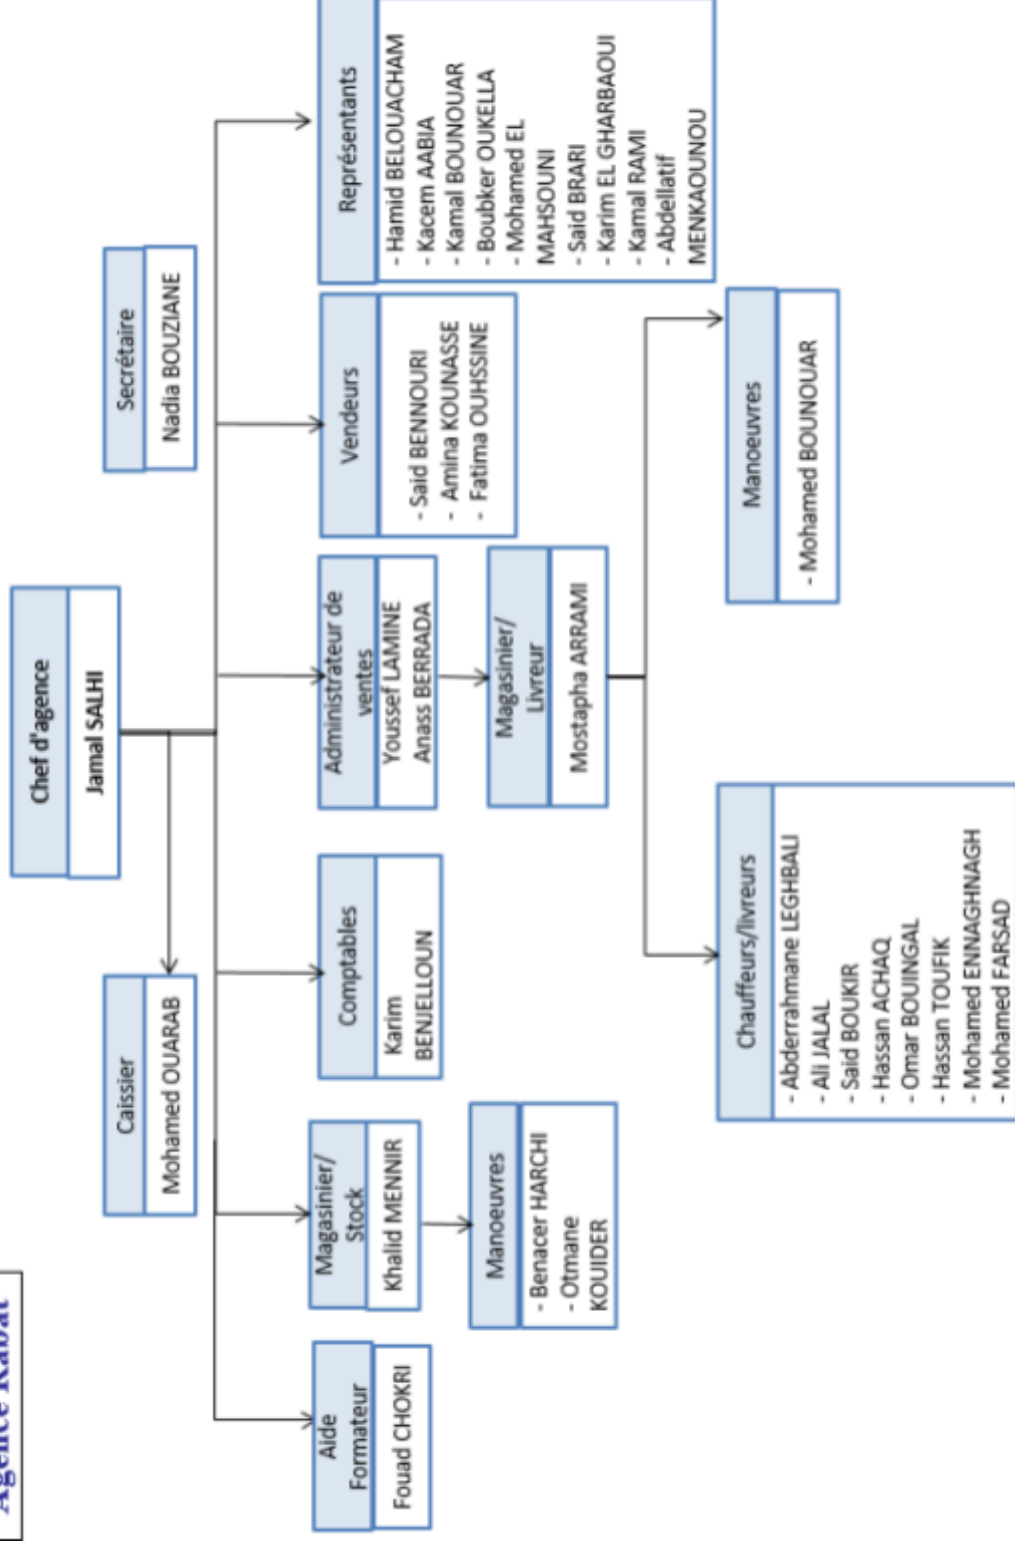 Agence Rabat
Chef d'agence
Jamal SALHI
Caissier
Mohamed OUARAB
Secrétaire
Nadia BOUZIANE
Aide
Formateur
Fouad CHOKRI
Magasinier/
Stock
Khalid MENNIR
Manoeuvres
- Benacer HARCHI
- Otmane
KOUIDER
Comptables
Karim
BENJELLOUN
Administrateur de
ventes
Youssef LAMINE
Anass BERRADA
Magasinier/
Livreur
Mostapha ARRAMI
Chauffeurs/livreurs
- Abderrahmane LEGHBALI
- Ali JALAL
- Said BOUKIR
- Hassan ACHAQ
- Omar BOUINGAL
- Hassan TOUFIK
- Mohamed ENNAGHNAGH
- Mohamed FARSAD
Manoeuvres
- Mohamed BOUNOUAR
Vendeurs
- Said BENNOURI
- Amina KOUNASSE
- Fatima OUHSSINE
Représentants
- Hamid BELOUACHAM
- Kacem AABIA
- Kamal BOUNOUAR
- Boubker OUKELLA
- Mohamed EL
MAHSOUNI
- Said BRARI
- Karim EL GHARBAOUI
- Kamal RAMI
- Abdellatif
MENKAOUNOU